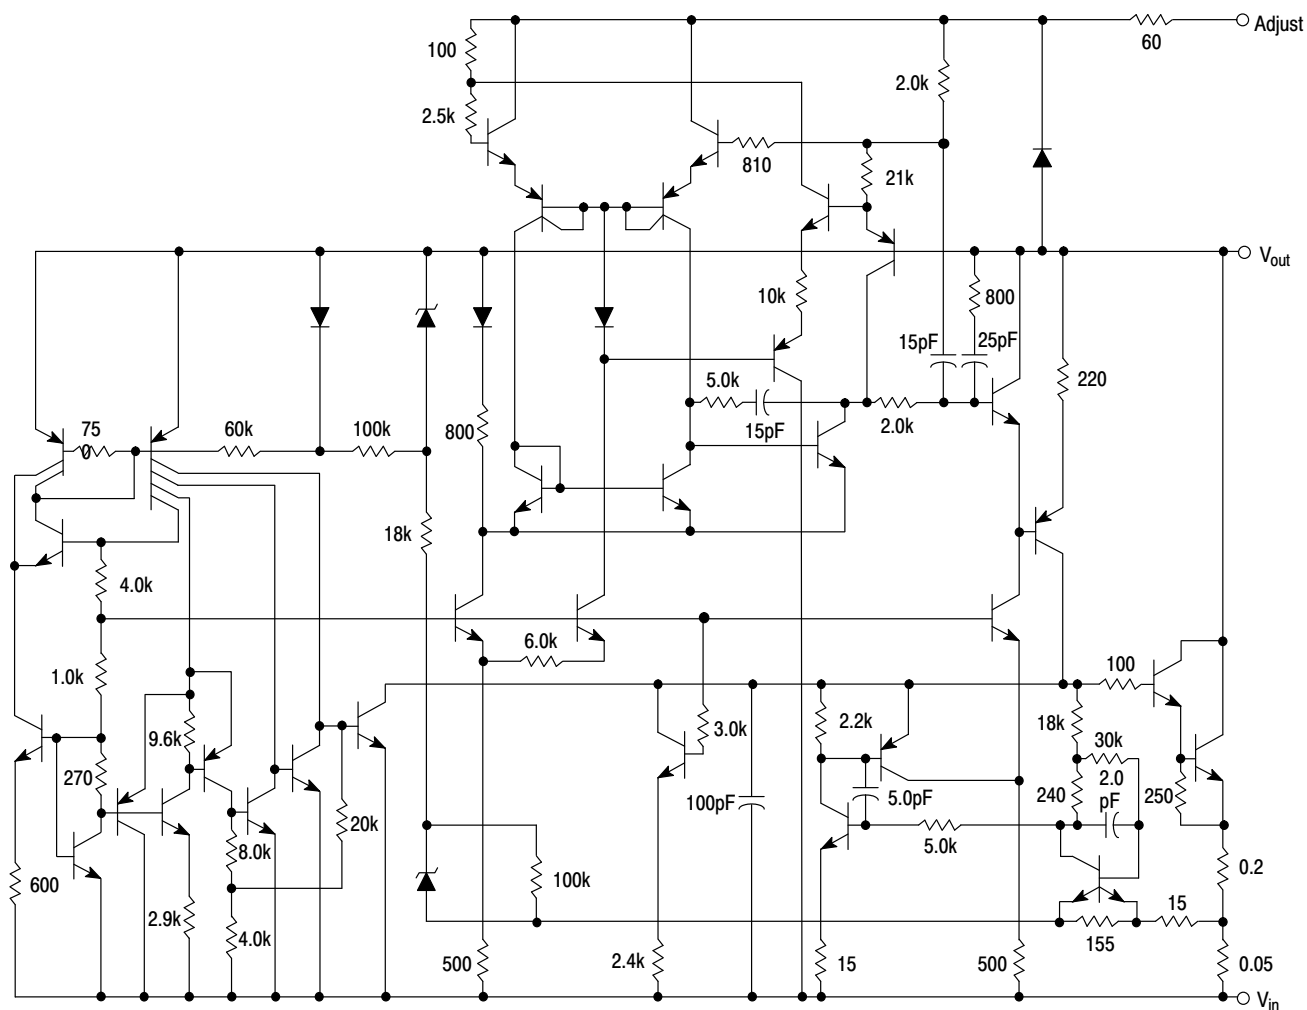 Adjust
60
100
2.0k
2.5k
810
21k
Vout
10k
800
15pF
25pF
220
5.0k
15pF
2.0k
75
0
60k
100k
800
18k
4.0k
6.0k
1.0k
100
3.0k
2.2k
18k
30k
9.6k
270
2.0
pF
240
250
5.0pF
100pF
20k
5.0k
8.0k
600
100k
0.2
2.9k
4.0k
15
155
500
2.4k
15
500
0.05
Vin